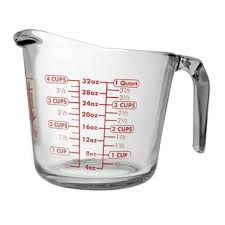 4 CUPS 32oz 1 Quart
3½ 28oz 3½
3 CUPS 24oz 3 CUPS
2½ 20oz 2½
2 CUPS 16oz 2 CUPS
1½ 12oz 1½
1 CUP 8oz 1 CUP
4oz